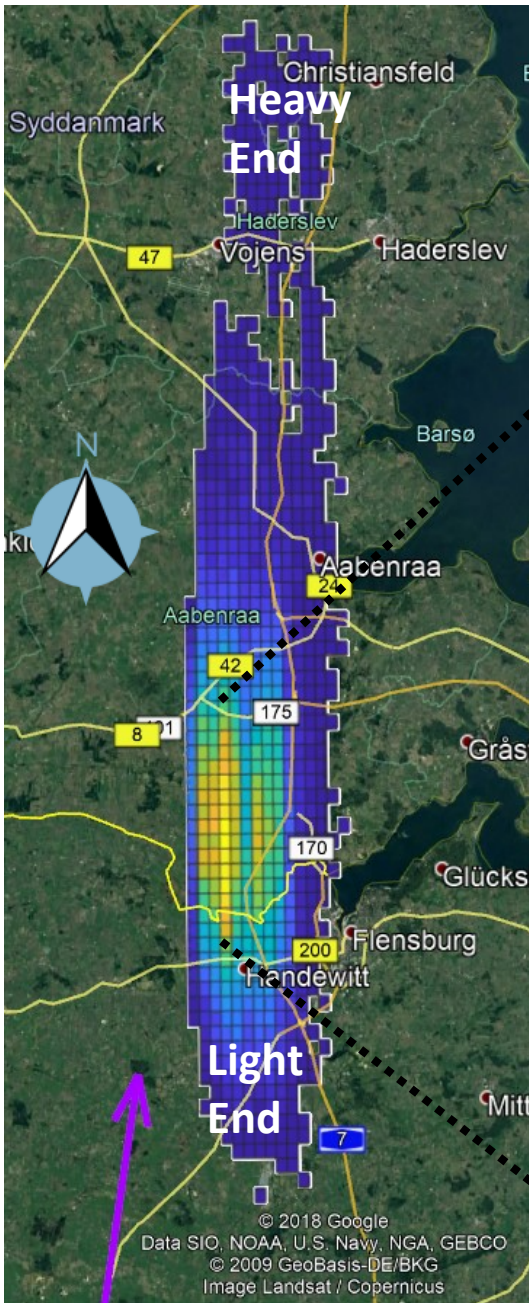 Christiansfeld
Heavy
Syddanmark
End
Haderslev
Vojens
Haderslev
47
Barsø
N
Aabenraa
24
Aabenraa
42
175
8
Gräs
170
Glücks
200
Flensburg
Handewitt
Light
End
Mitt
7
© 2018 Google
Data SIO, NOAA, U.S. Navy, NGA, GEBCO
© 2009 GeoBasis-DE/BKG
Image Landsat / Copernicus